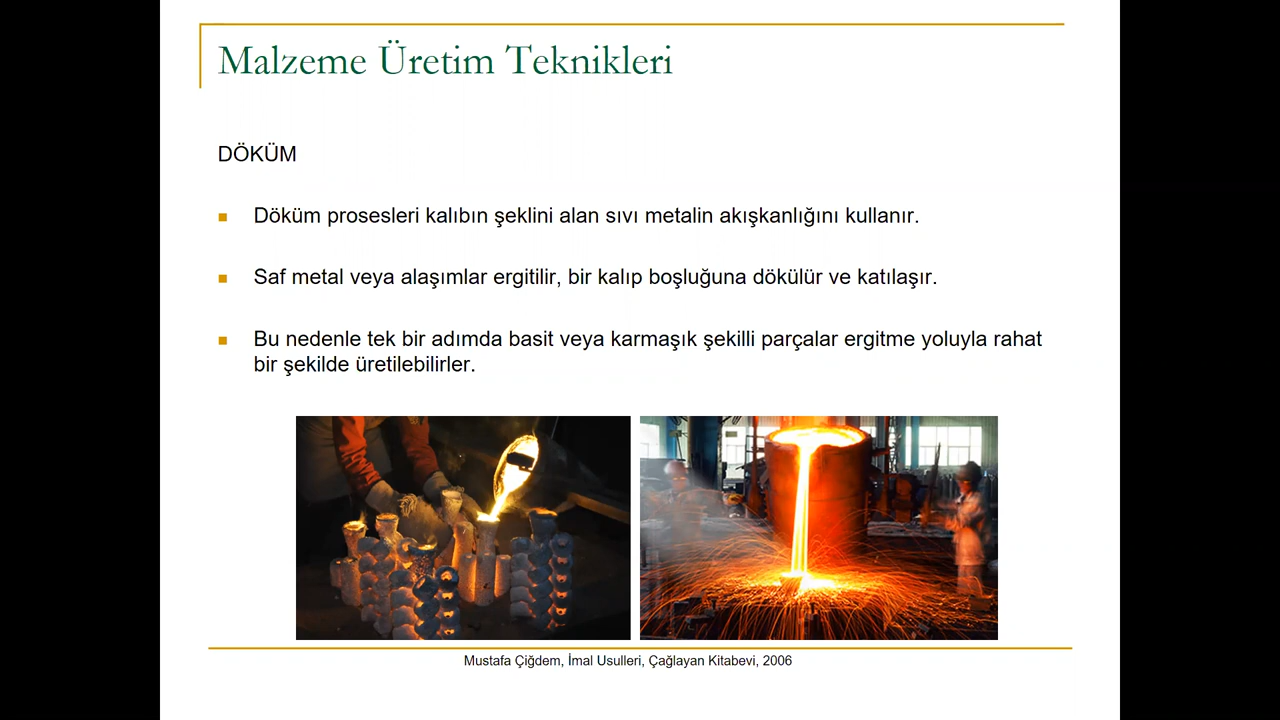 Malzeme Üretim Teknikleri
DÖKÜM
Döküm prosesleri kalıbın şeklini alan sıvı metalin akışkanlığını kullanır.
Saf metal veya alaşımlar ergitilir, bir kalıp boşluğuna dökülür ve katılaşır.
Bu nedenle tek bir adımda basit veya karmaşık şekilli parçalar ergitme yoluyla rahat
bir şekilde üretilebilirler.
Mustafa Çiğdem, İmal Usulleri, Çağlayan Kitabevi, 2006